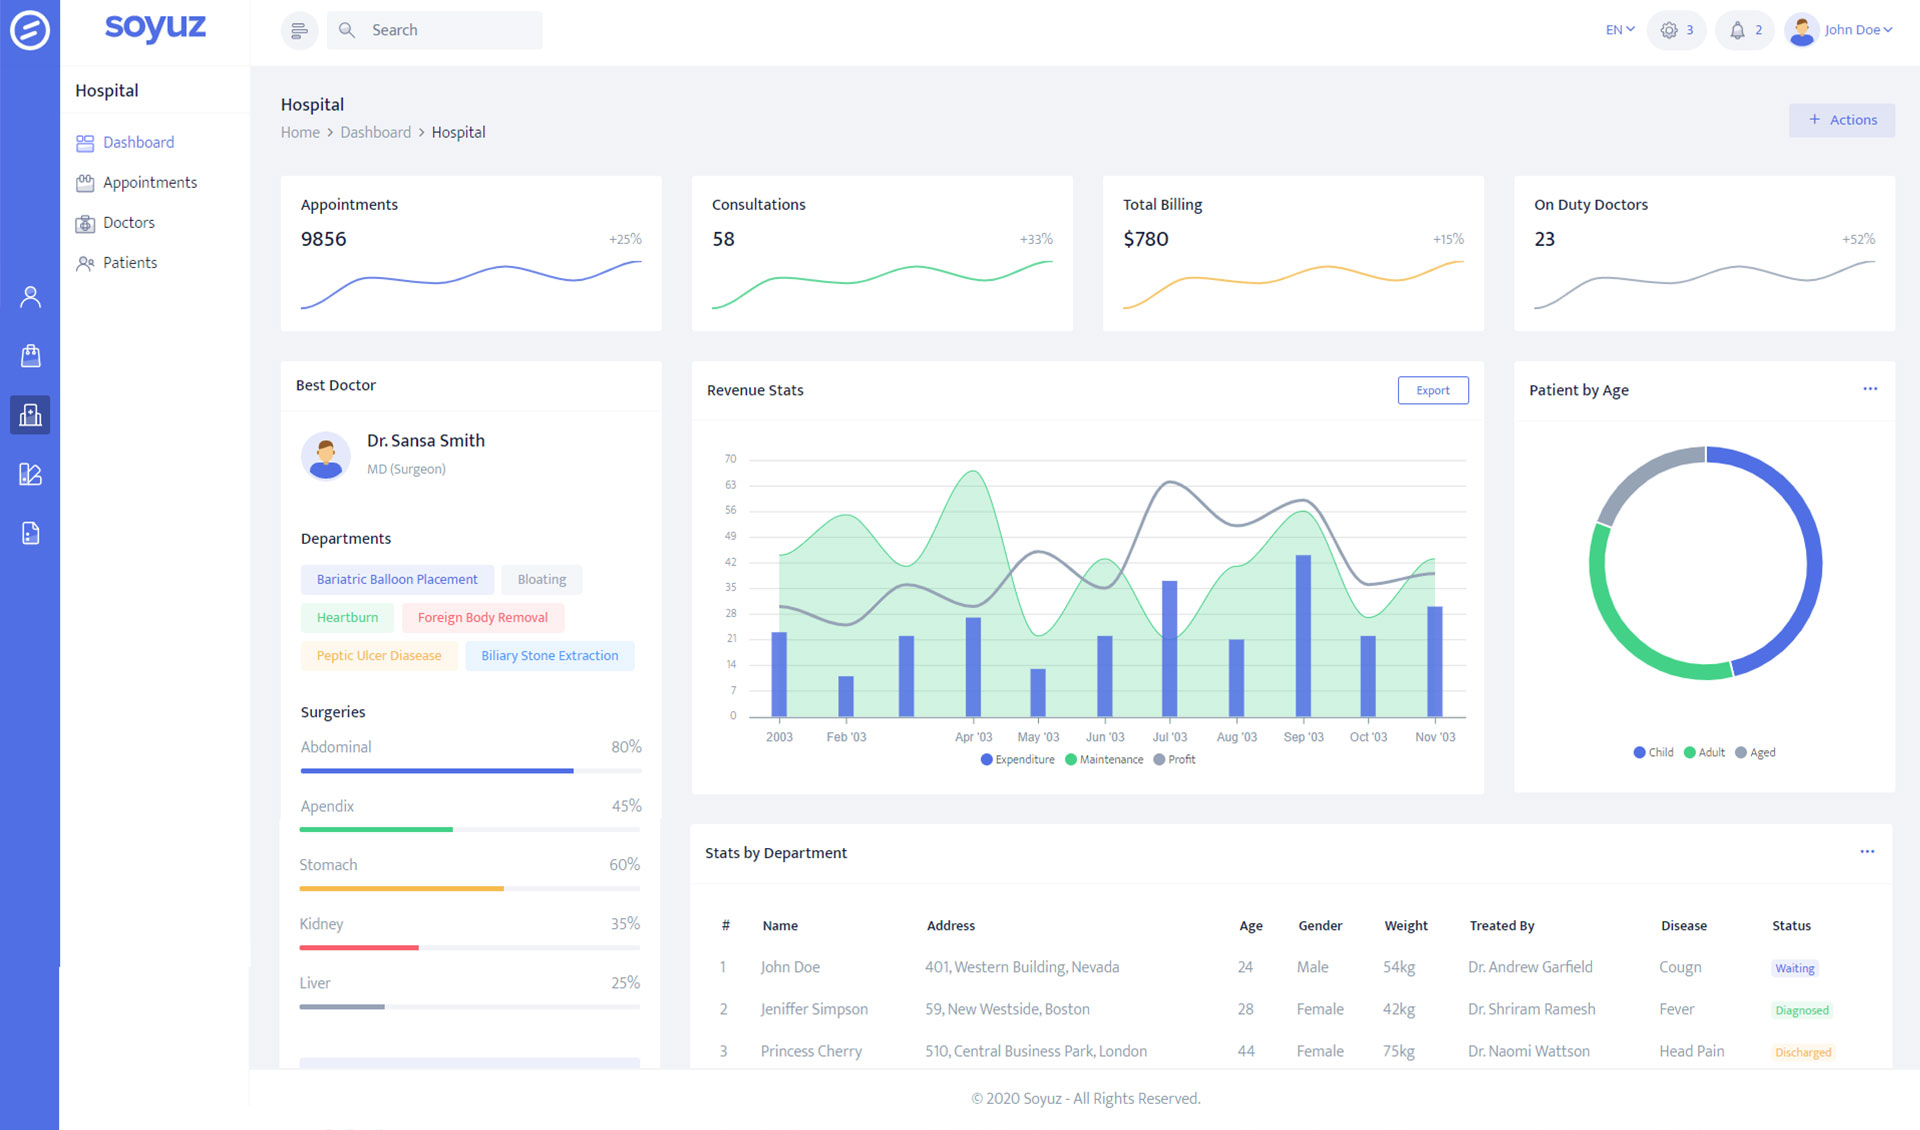 soyuz
Search
EN
3
2
John Doe
Hospital
Dashboard
Appointments
Doctors
Patients
Hospital
Home > Dashboard > Hospital
+ Actions
Appointments
9856
+25%
Consultations
58
+33%
Total Billing
$780
+15%
On Duty Doctors
23
+52%
Best Doctor
Dr. Sansa Smith
MD (Surgeon)
Departments
Bariatric Balloon Placement
Bloating
Heartburn
Foreign Body Removal
Peptic Ulcer Diasease
Biliary Stone Extraction
Surgeries
Abdominal 80%
Apendix 45%
Stomach 60%
Kidney 35%
Liver 25%
Revenue Stats
Export
70
63
56
49
42
35
28
21
14
7
0
2003 Feb '03 Apr '03 May '03 Jun '03 Jul '03 Aug '03 Sep '03 Oct '03 Nov '03
Expenditure Maintenance Profit
Patient by Age
Child Adult Aged
Stats by Department
# Name Address Age Gender Weight Treated By Disease Status
1 John Doe 401, Western Building, Nevada 24 Male 54kg Dr. Andrew Garfield Cougn Waiting
2 Jeniffer Simpson 59, New Westside, Boston 28 Female 42kg Dr. Shriram Ramesh Fever Diagnosed
3 Princess Cherry 510, Central Business Park, London 44 Female 75kg Dr. Naomi Wattson Head Pain Discharged
© 2020 Soyuz - All Rights Reserved.